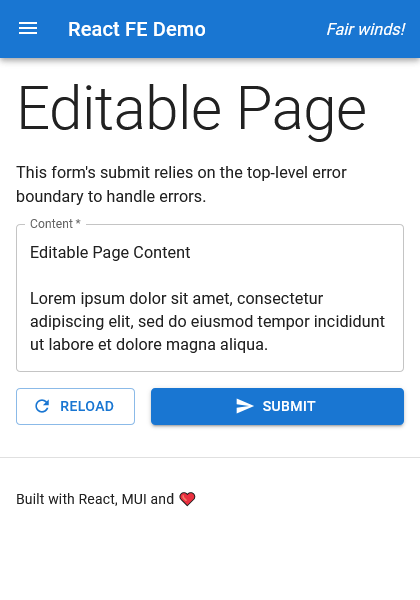 React FE Demo
Fair winds!
Editable Page
This form's submit relies on the top-level error
boundary to handle errors.
Content *
Editable Page Content
Lorem ipsum dolor sit amet, consectetur
adipiscing elit, sed do eiusmod tempor incididunt
ut labore et dolore magna aliqua.
RELOAD
SUBMIT
Built with React, MUI and ❤️